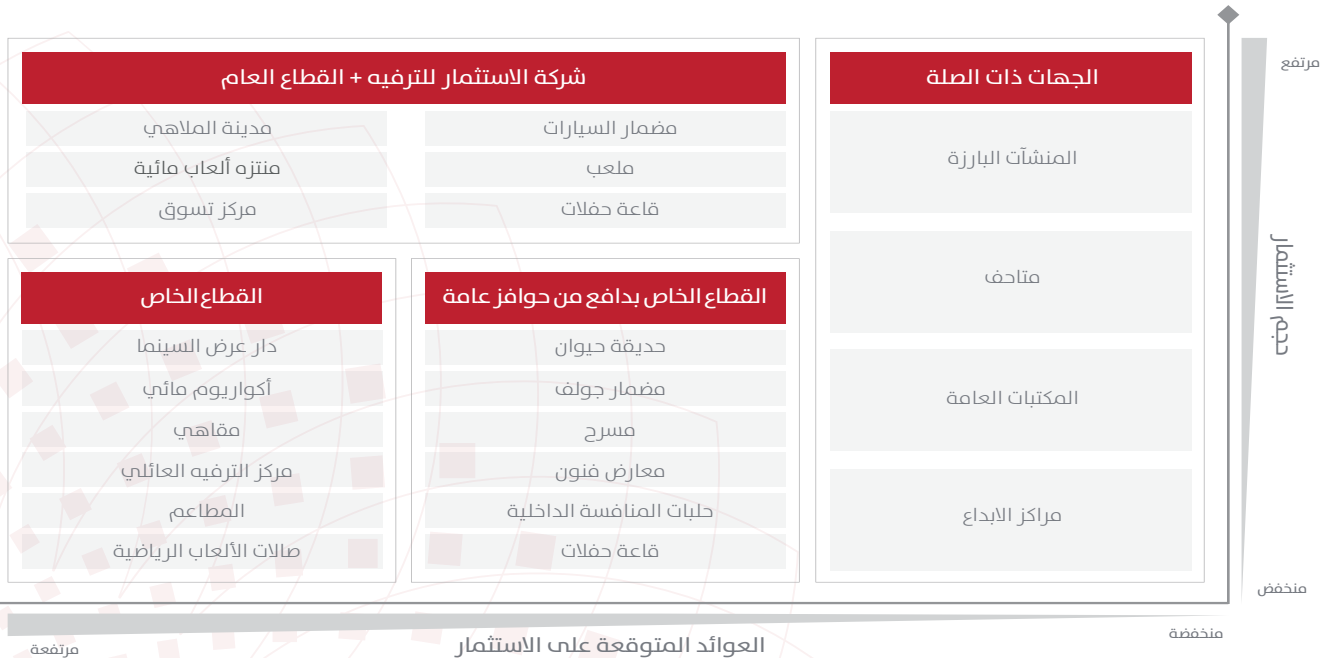 مرتفع
حجم الاستثمار
منخفض
الجهات ذات الصلة
المنشآت البارزة
متاحف
المكتبات العامة
مراكز الابداع
شركة الاستثمار للترفيه + القطاع العام
مضمار السيارات
مدينة الملاهي
ملعب
منتزه ألعاب مائية
قاعة حفلات
مركز تسوق
القطاع الخاص بدافع من حوافز عامة
حديقة حيوان
مضمار جولف
مسرح
معارض فنون
حلبات المنافسة الداخلية
قاعة حفلات
القطاع الخاص
دار عرض السينما
أكواريوم مائي
مقاهي
مركز الترفيه العائلي
المطاعم
صالات الألعاب الرياضية
منخفضة
العوائد المتوقعة على الاستثمار
مرتفعة